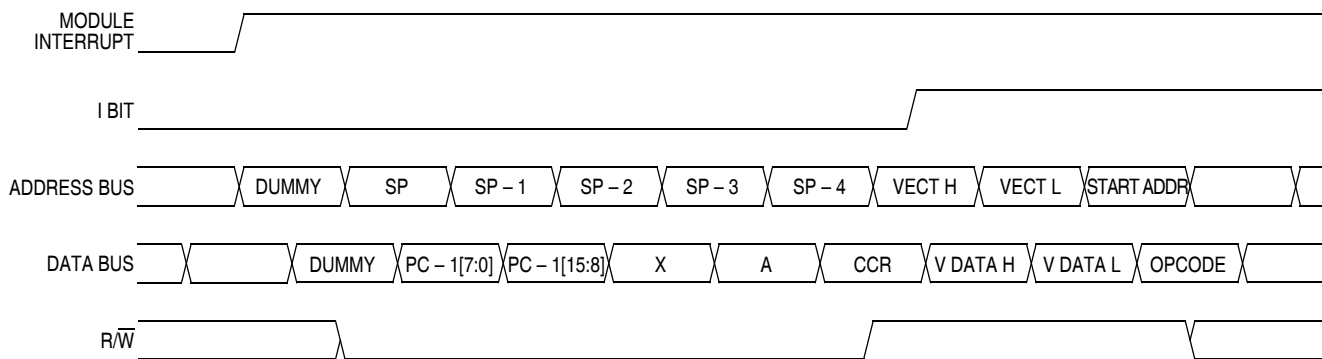 MODULE
INTERRUPT
I BIT
ADDRESS BUS DUMMY SP SP – 1 SP – 2 SP – 3 SP – 4 VECT H VECT L START ADDR
DATA BUS DUMMY PC – 1[7:0] PC – 1[15:8] X A CCR V DATA H V DATA L OPCODE
R/W̅